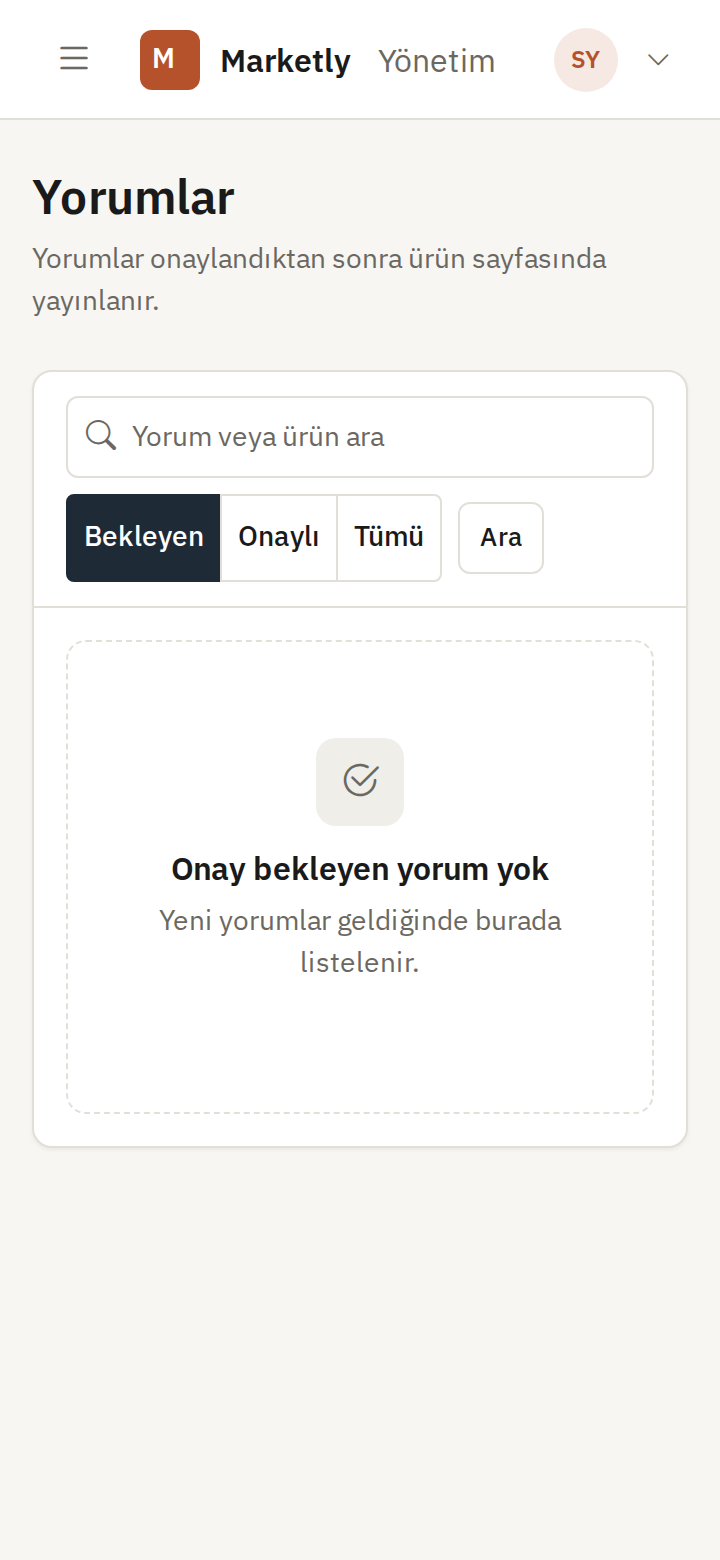 M Marketly Yönetim SY
Yorumlar
Yorumlar onaylandıktan sonra ürün sayfasında
yayınlanır.
Yorum veya ürün ara
Bekleyen Onaylı Tümü Ara
Onay bekleyen yorum yok
Yeni yorumlar geldiğinde burada
listelenir.